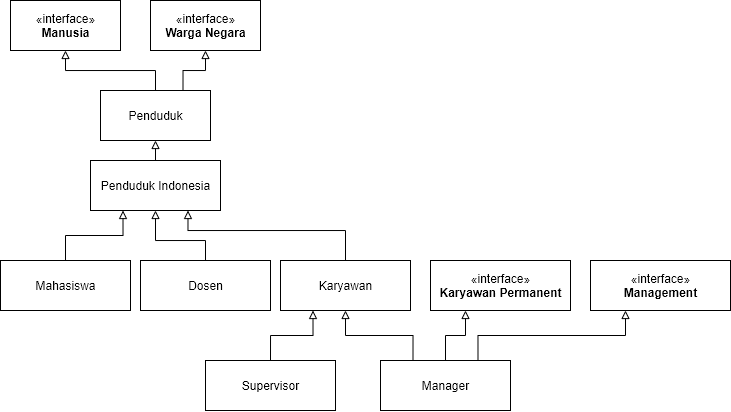 «interface»
Manusia
«interface»
Warga Negara
Penduduk
Penduduk Indonesia
Mahasiswa
Dosen
Karyawan
«interface»
Karyawan Permanent
«interface»
Management
Supervisor
Manager